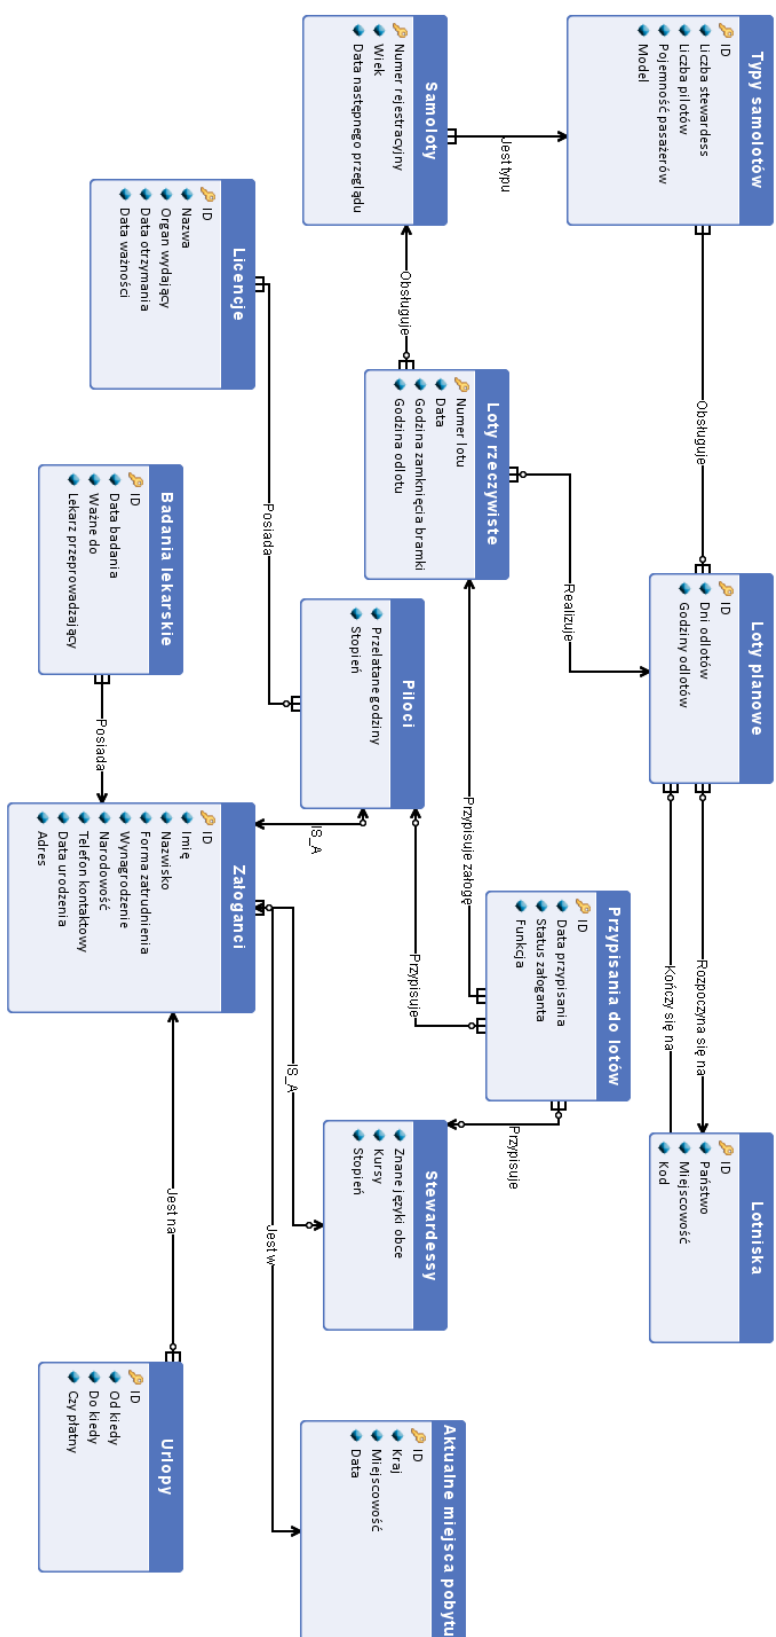 Typy samolotów
ID
Liczba stewardess
Liczba pilotów
Pojemność pasażerów
Model
Obsługuje
Loty planowe
ID
Dni odlotów
Godziny odlotów
Rozpoczyna się na
Kończy się na
Lotniska
ID
Państwo
Miejscowość
Kod
Jest typu
Realizuje
Samoloty
ID
Numer rejestracyjny
Wiek
Data następnego przeglądu
Obsługuje
Loty rzeczywiste
Numer lotu
Data
Godzina zamknięcia bramki
Godzina odlotu
Przypisuje załogę
Przypisania do lotów
ID
Data przypisania
Status załoganta
Funkcja
Przypisuje
Przypisuje
Licencje
ID
Nazwa
Organ wydający
Data otrzymania
Data ważności
Posiada
Piloci
Przelatane godziny
Stopień
IS_A
Stewardessy
Znane języki obce
Kursy
Stopień
IS_A
Aktualne miejsca pobytu
ID
Kraj
Miejscowość
Data
Jest w
Badania lekarskie
ID
Data badania
Ważne do
Lekarz przeprowadzający
Posiada
Załoganci
ID
Imię
Nazwisko
Forma zatrudnienia
Wynagrodzenie
Narodowość
Telefon kontaktowy
Data urodzenia
Adres
Jest na
Urlopy
ID
Od kiedy
Do kiedy
Czy płatny